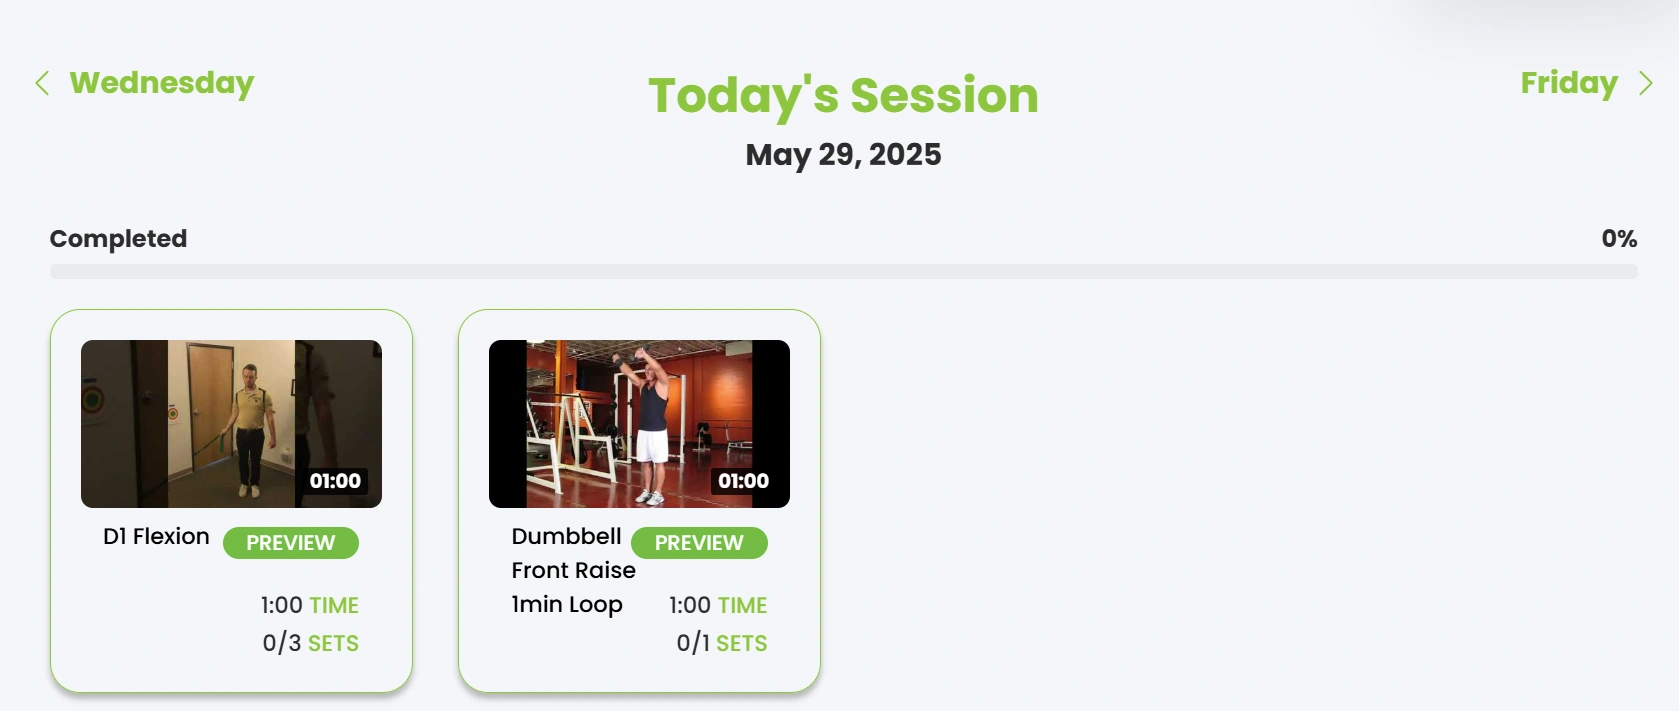 Wednesday
Today's Session
Friday
May 29, 2025
Completed
0%
01:00
D1 Flexion
PREVIEW
1:00 TIME
0/3 SETS
01:00
Dumbbell
Front Raise
1min Loop
PREVIEW
1:00 TIME
0/1 SETS